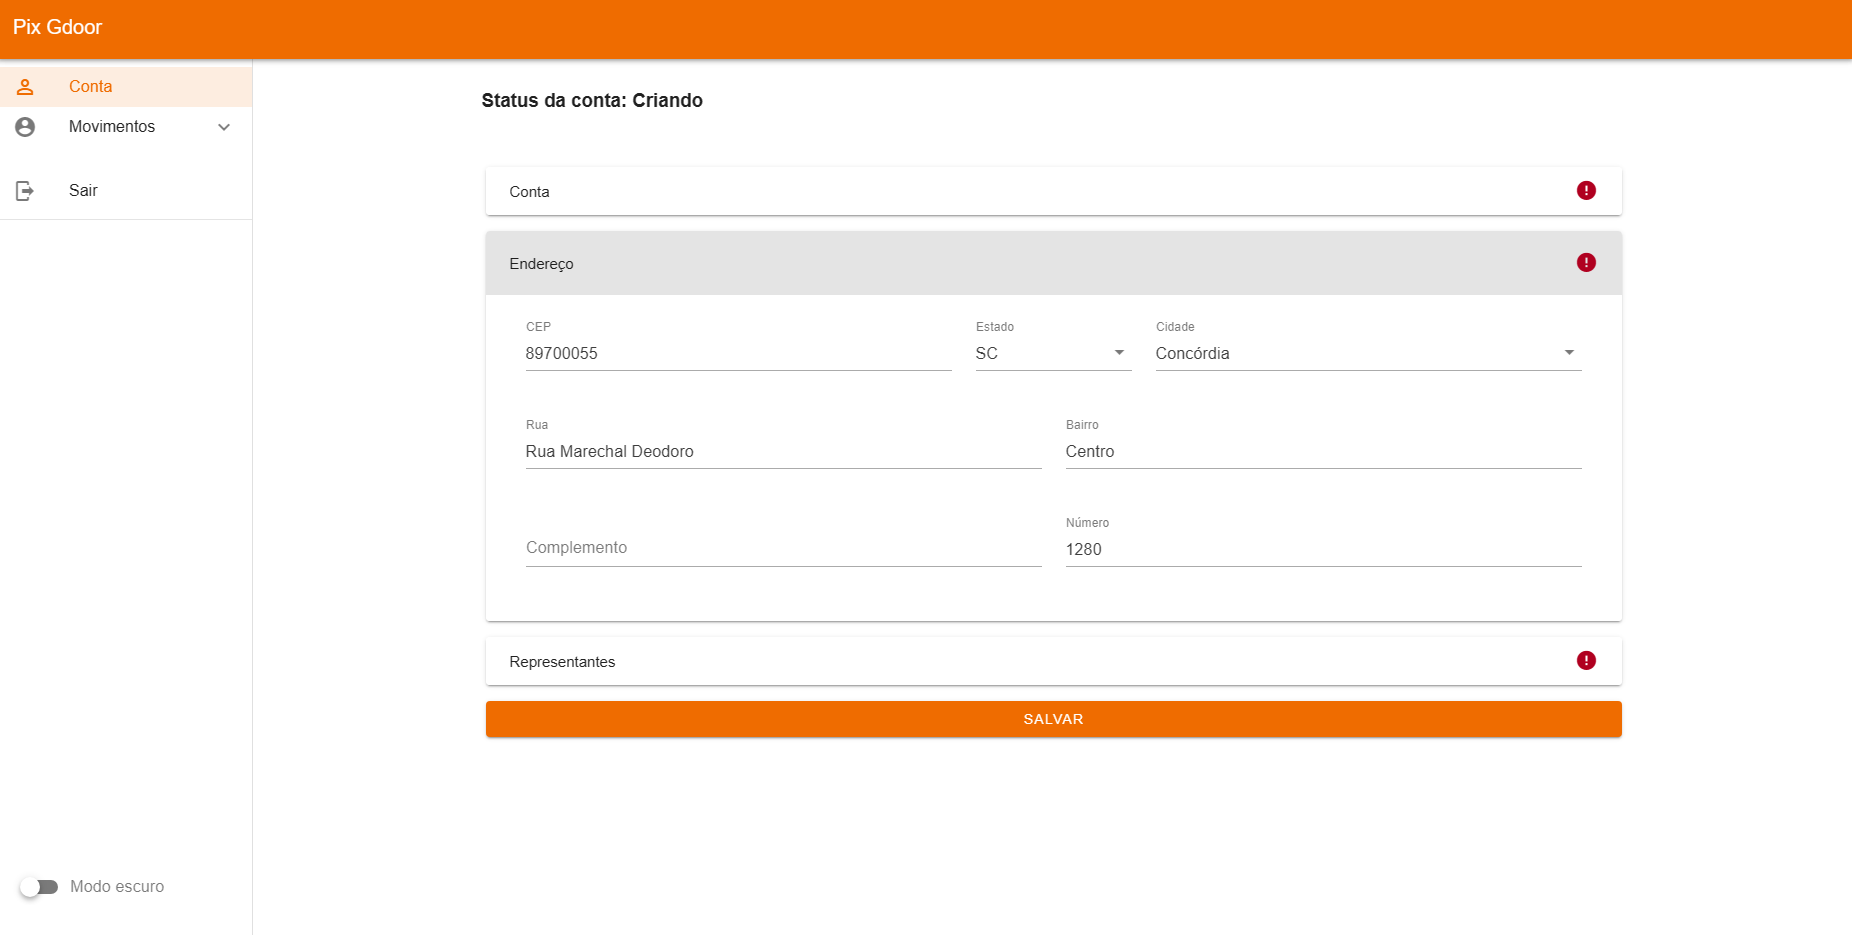 Pix Gdoor
Conta
Movimentos
Sair
Modo escuro
Status da conta: Criando
Conta
Endereço
CEP
89700055
Estado
SC
Cidade
Concórdia
Rua
Rua Marechal Deodoro
Bairro
Centro
Complemento
Número
1280
Representantes
SALVAR